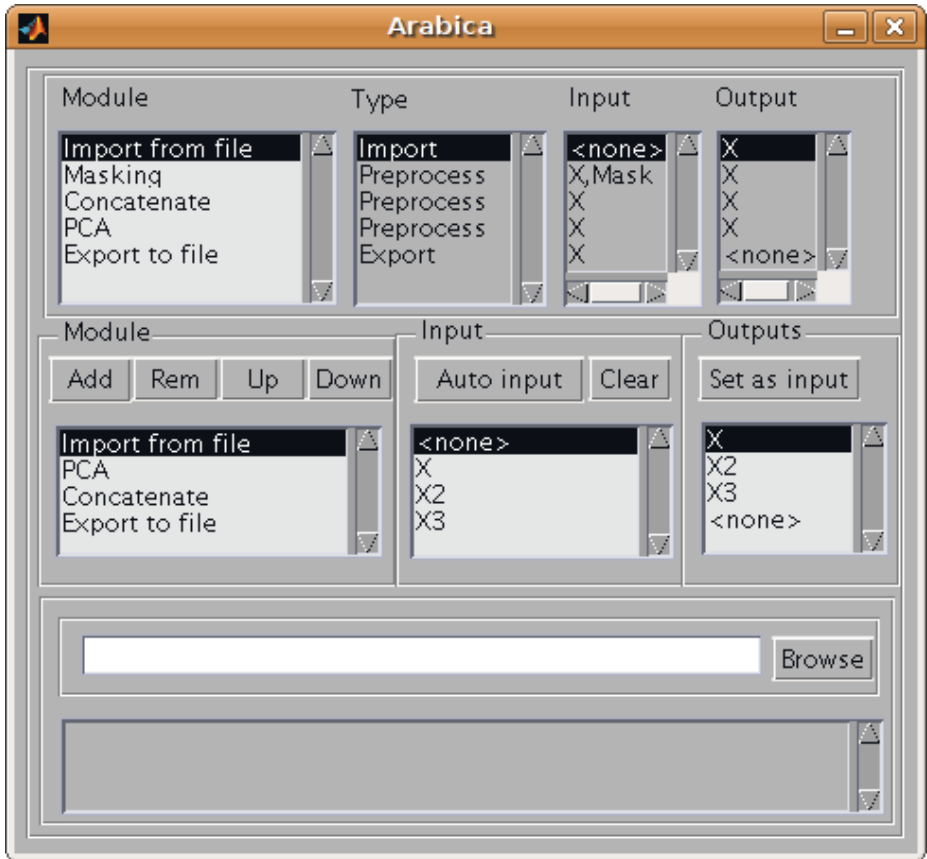 Arabica
Module Type Input Output
Import from file Import <none> X
Masking Preprocess X,Mask X
Concatenate Preprocess X X
PCA Preprocess X X
Export to file Export X <none>
Module Input Outputs
Add Rem Up Down Auto input Clear Set as input
Import from file <none> X
PCA X X2
Concatenate X2 X3
Export to file X3 <none>
Browse